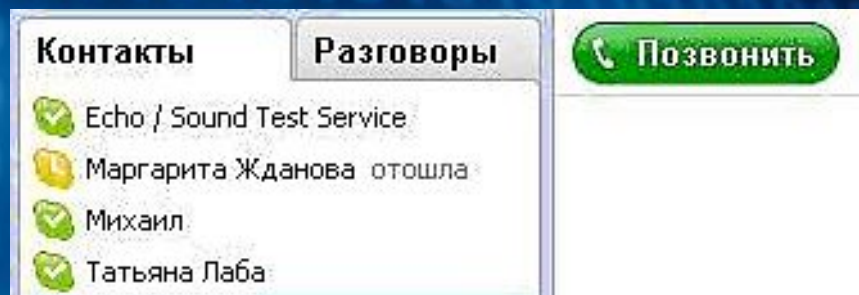 Контакты
Разговоры
Позвонить
Echo / Sound Test Service
Маргарита Жданова отошла
Михаил
Татьяна Лаба